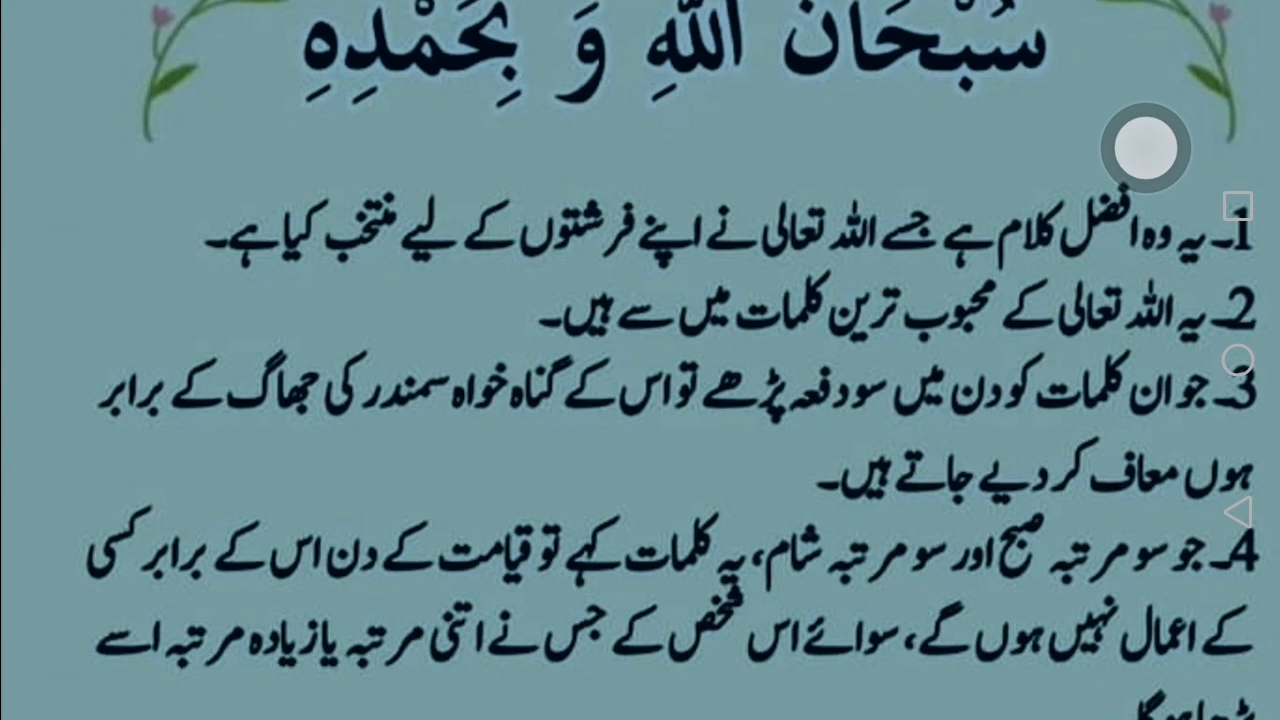 سُبْحَانَ اللّٰهِ وَ بِحَمْدِهِ
1۔ یہ وہ افضل کلام ہے جسے اللہ تعالی نے اپنے فرشتوں کے لیے منتخب کیا ہے۔
2۔ یہ اللہ تعالی کے محبوب ترین کلمات میں سے ہیں۔
3۔ جو ان کلمات کو دن میں سو دفعہ پڑھے تو اس کے گناہ خواہ سمندر کی جھاگ کے برابر
ہوں معاف کر دیے جاتے ہیں۔
4۔ جو سو مرتبہ صبح اور سو مرتبہ شام، یہ کلمات کہے تو قیامت کے دن اس کے برابر کسی
کے اعمال نہیں ہوں گے، سوائے اس شخص کے جس نے اتنی مرتبہ یا زیادہ مرتبہ اسے